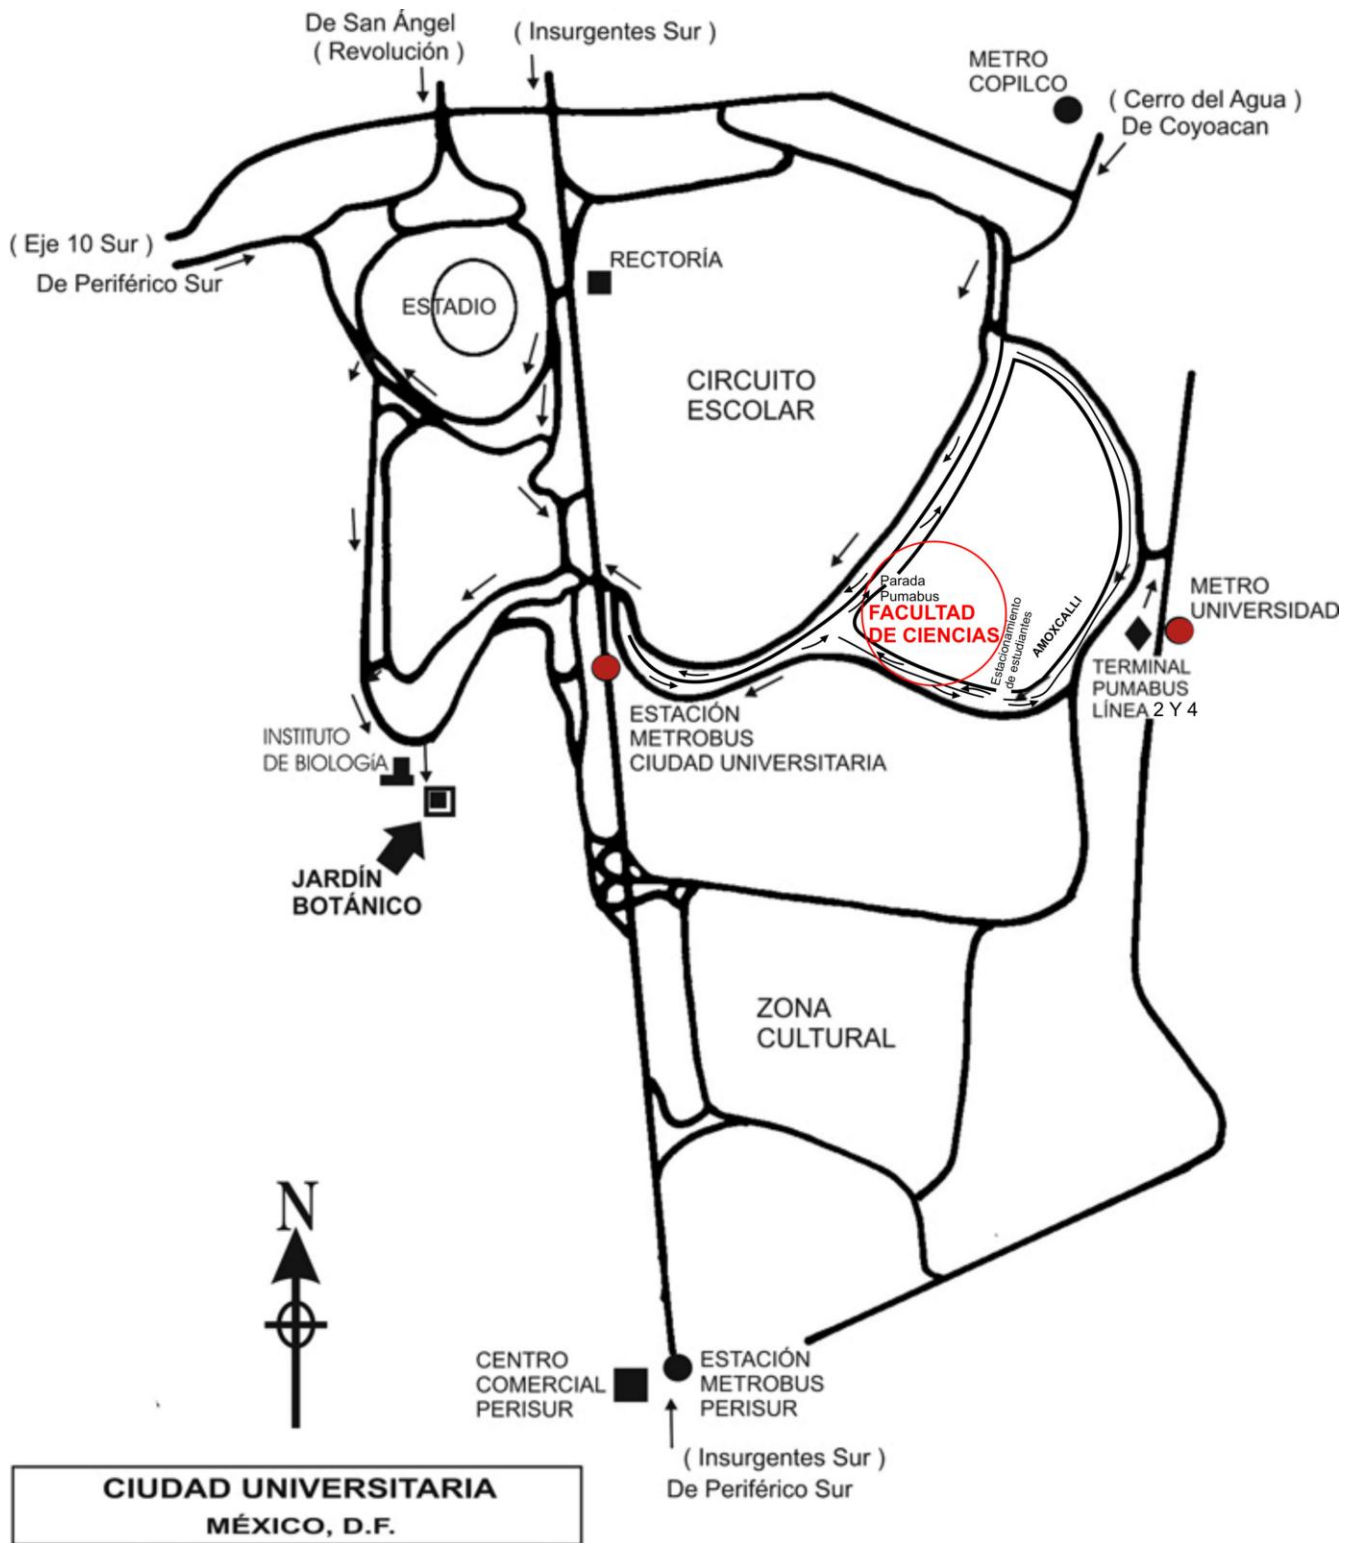 De San Ángel
( Revolución )
( Insurgentes Sur )
METRO
COPILCO
( Cerro del Agua )
De Coyoacan
( Eje 10 Sur )
De Periférico Sur
RECTORÍA
ESTADIO
CIRCUITO
ESCOLAR
Parada
Pumabus
FACULTAD
DE CIENCIAS
Estacionamiento
de estudiantes
AMOXCALLI
METRO
UNIVERSIDAD
TERMINAL
PUMABUS
LÍNEA 2 Y 4
ESTACIÓN
METROBUS
CIUDAD UNIVERSITARIA
INSTITUTO
DE BIOLOGíA
JARDÍN
BOTÁNICO
ZONA
CULTURAL
N
CENTRO
COMERCIAL
PERISUR
ESTACIÓN
METROBUS
PERISUR
( Insurgentes Sur )
De Periférico Sur
CIUDAD UNIVERSITARIA
MÉXICO, D.F.